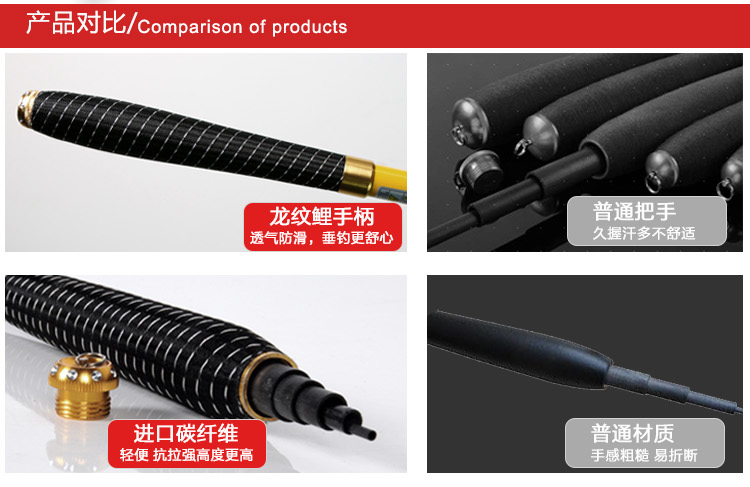 产品对比/Comparison of products
龙纹鲤手柄
透气防滑，垂钓更舒心
普通把手
久握汗多不舒适
进口碳纤维
轻便 抗拉强高度更高
普通材质
手感粗糙 易折断